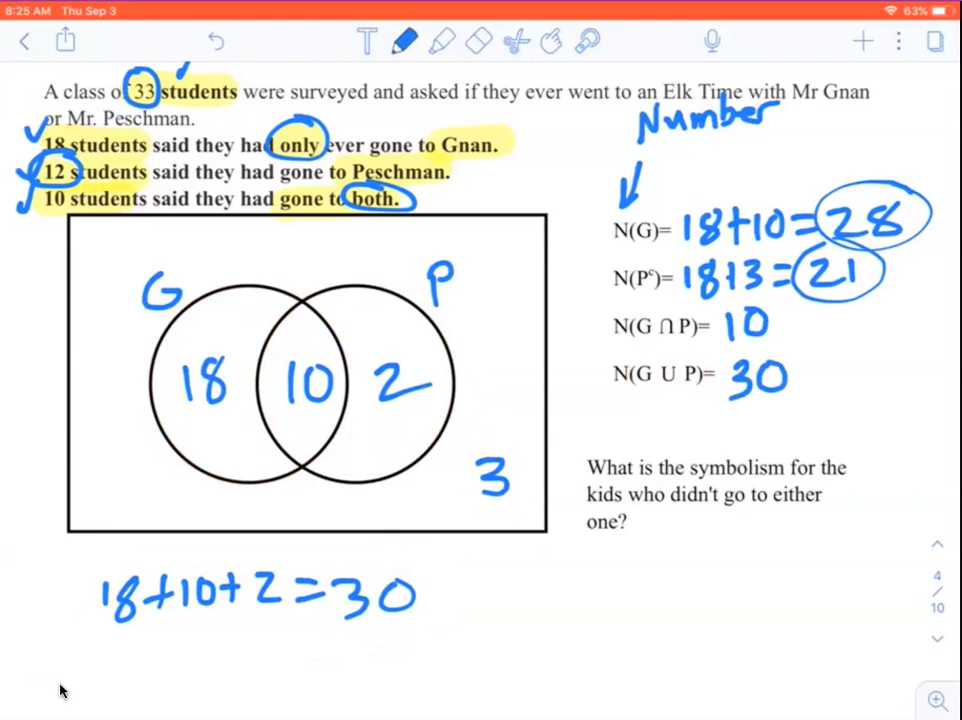 8:25 AM Thu Sep 3
63%
A class of 33 students were surveyed and asked if they ever went to an Elk Time with Mr Gnan
or Mr. Peschman.
18 students said they had only ever gone to Gnan.
12 students said they had gone to Peschman.
10 students said they had gone to both.
Number
N(G)= 18+10=28
N(Pᶜ)= 18+3=21
N(G ∩ P)= 10
N(G U P)= 30
G
P
18 10 2
3
What is the symbolism for the
kids who didn't go to either
one?
18+10+2=30
4
/
10